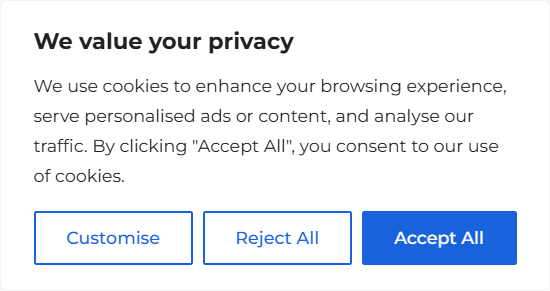 We value your privacy
We use cookies to enhance your browsing experience,
serve personalised ads or content, and analyse our
traffic. By clicking "Accept All", you consent to our use
of cookies.
Customise Reject All Accept All